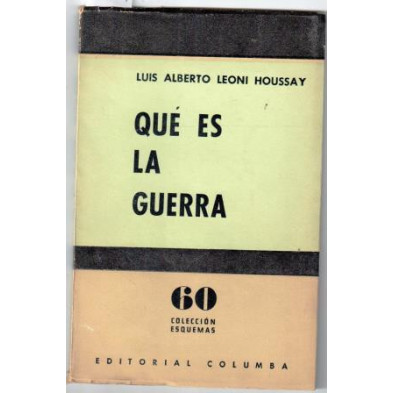 LUIS ALBERTO LEONI HOUSSAY
QUÉ ES
LA
GUERRA
60
COLECCIÓN
ESQUEMAS
EDITORIAL COLUMBA